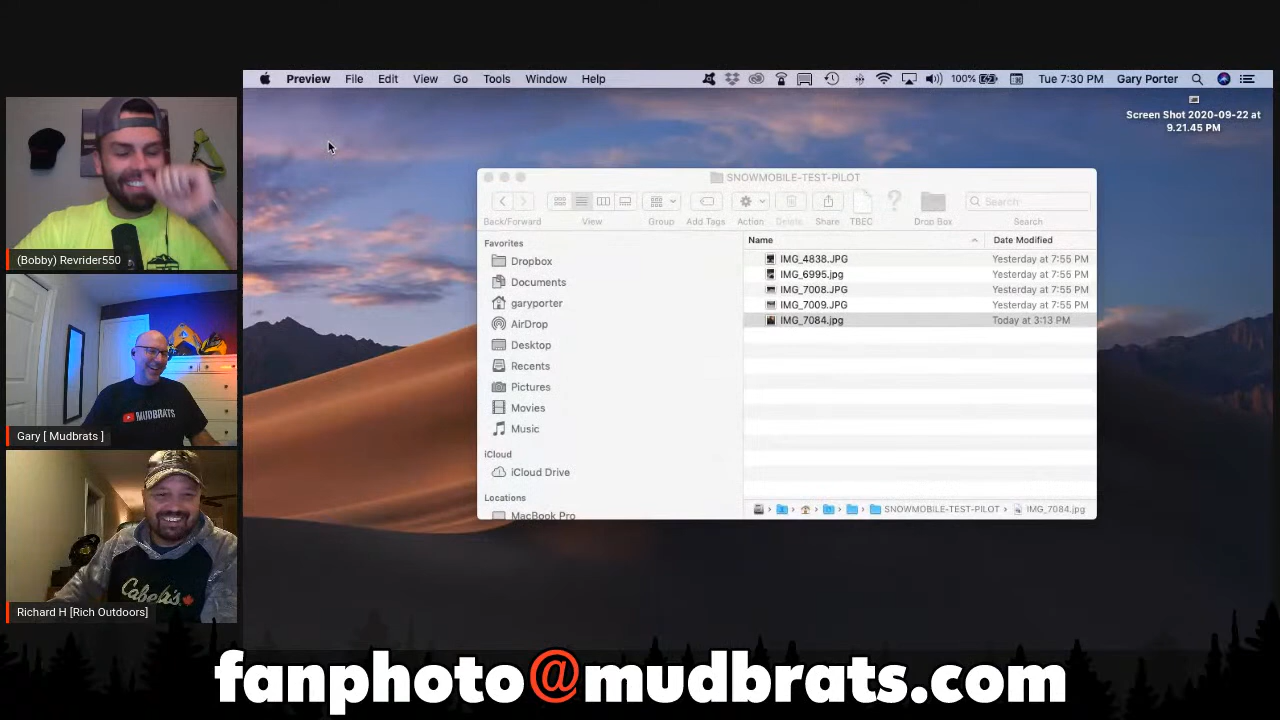 Preview File Edit View Go Tools Window Help 100% Tue 7:30 PM Gary Porter
Screen Shot 2020-09-22 at
9.21.45 PM
(Bobby) Revrider550
MUDBRATS
Gary [ Mudbrats ]
Cabela's
Richard H [Rich Outdoors]
SNOWMOBILE-TEST-PILOT
Search
Back/Forward View Group Add Tags Action Delete Share TBEC Drop Box Search
Favorites
Dropbox
Documents
garyporter
AirDrop
Desktop
Recents
Pictures
Movies
Music
iCloud
iCloud Drive
Locations
MacBook Pro
Name Date Modified
IMG_4838.JPG Yesterday at 7:55 PM
IMG_6995.jpg Yesterday at 7:55 PM
IMG_7008.JPG Yesterday at 7:55 PM
IMG_7009.JPG Yesterday at 7:55 PM
IMG_7084.jpg Today at 3:13 PM
SNOWMOBILE-TEST-PILOT › IMG_7084.jpg
fanphoto@mudbrats.com